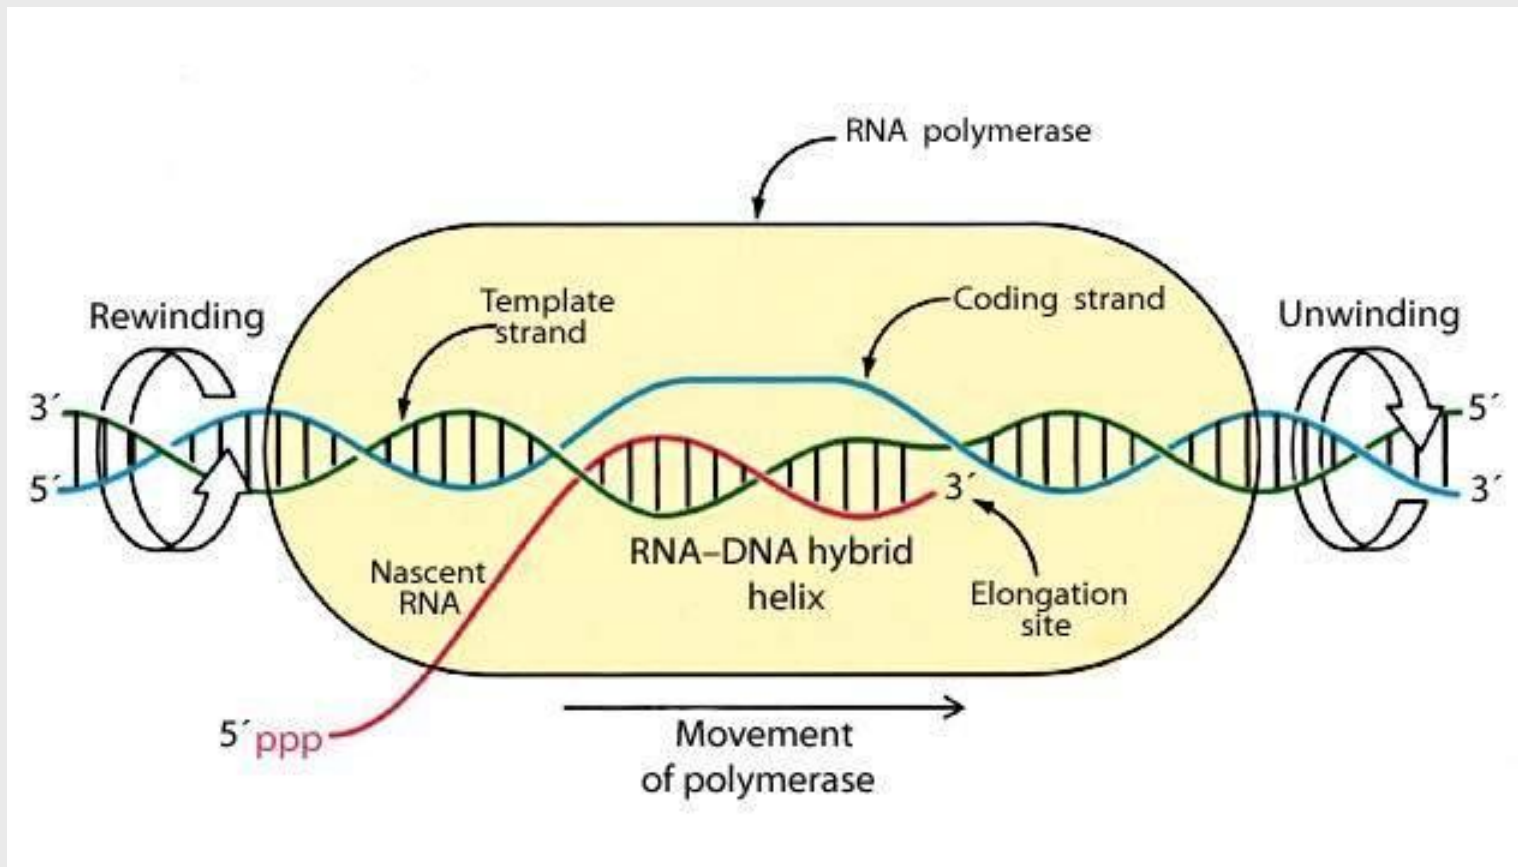 RNA polymerase
Template
strand
Coding strand
Rewinding
Unwinding
3´
5´
5´
3´
3´
RNA–DNA hybrid
helix
Nascent
RNA
Elongation
site
5´ ppp
Movement
of polymerase